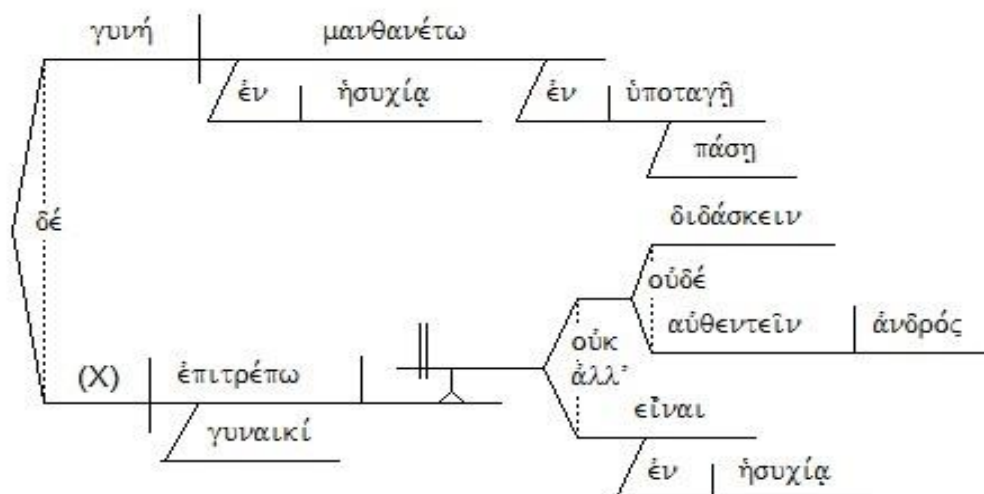 γυνή μανθανέτω
ἐν ἡσυχίᾳ ἐν ὑποταγῇ
πάσῃ
διδάσκειν
δέ
οὐδέ
αὐθεντεῖν ἀνδρός
οὐκ
(X) ἐπιτρέπω ἀλλ᾽
γυναικί εἶναι
ἐν ἡσυχίᾳ